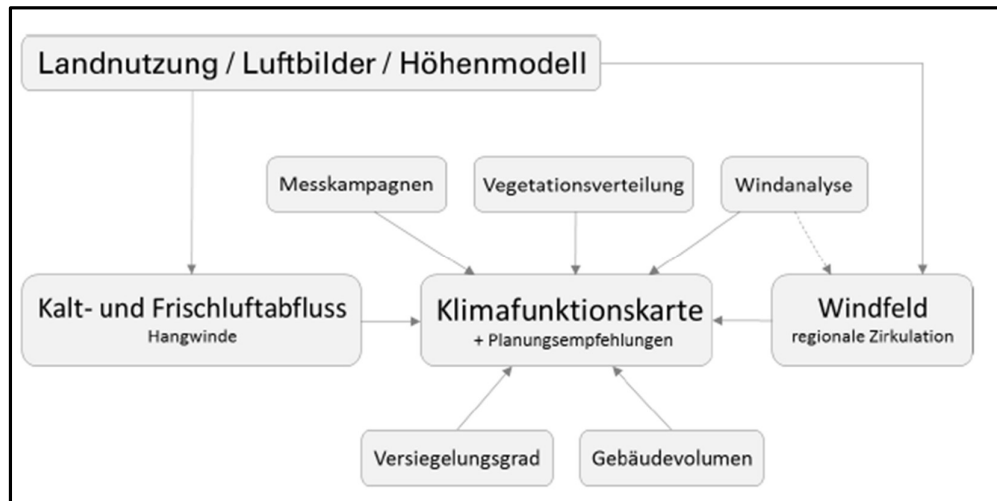 Landnutzung / Luftbilder / Höhenmodell
Messkampagnen
Vegetationsverteilung
Windanalyse
Kalt- und Frischluftabfluss
Hangwinde
Klimafunktionskarte
+ Planungsempfehlungen
Windfeld
regionale Zirkulation
Versiegelungsgrad
Gebäudevolumen